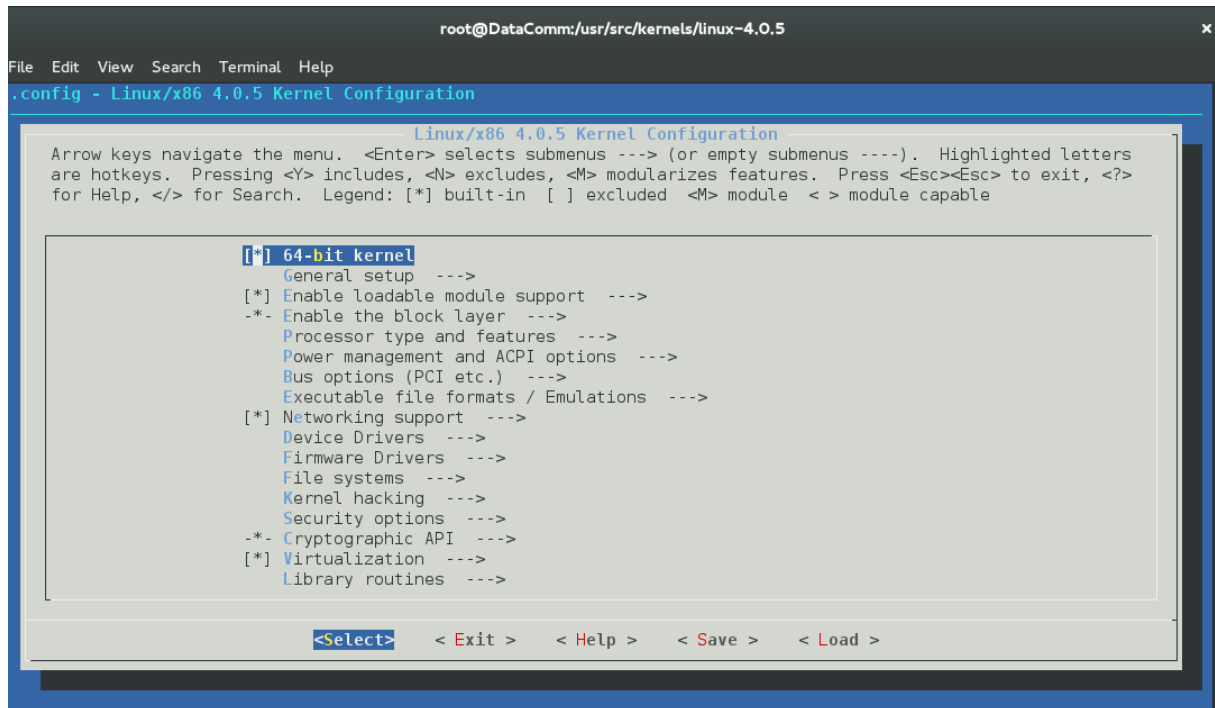 root@DataComm:/usr/src/kernels/linux-4.0.5 x
File Edit View Search Terminal Help
.config - Linux/x86 4.0.5 Kernel Configuration
Linux/x86 4.0.5 Kernel Configuration
Arrow keys navigate the menu. <Enter> selects submenus ---> (or empty submenus ----). Highlighted letters
are hotkeys. Pressing <Y> includes, <N> excludes, <M> modularizes features. Press <Esc><Esc> to exit, <?>
for Help, </> for Search. Legend: [*] built-in [ ] excluded <M> module < > module capable
[*] 64-bit kernel
General setup --->
[*] Enable loadable module support --->
-*- Enable the block layer --->
Processor type and features --->
Power management and ACPI options --->
Bus options (PCI etc.) --->
Executable file formats / Emulations --->
[*] Networking support --->
Device Drivers --->
Firmware Drivers --->
File systems --->
Kernel hacking --->
Security options --->
-*- Cryptographic API --->
[*] Virtualization --->
Library routines --->
<Select> < Exit > < Help > < Save > < Load >